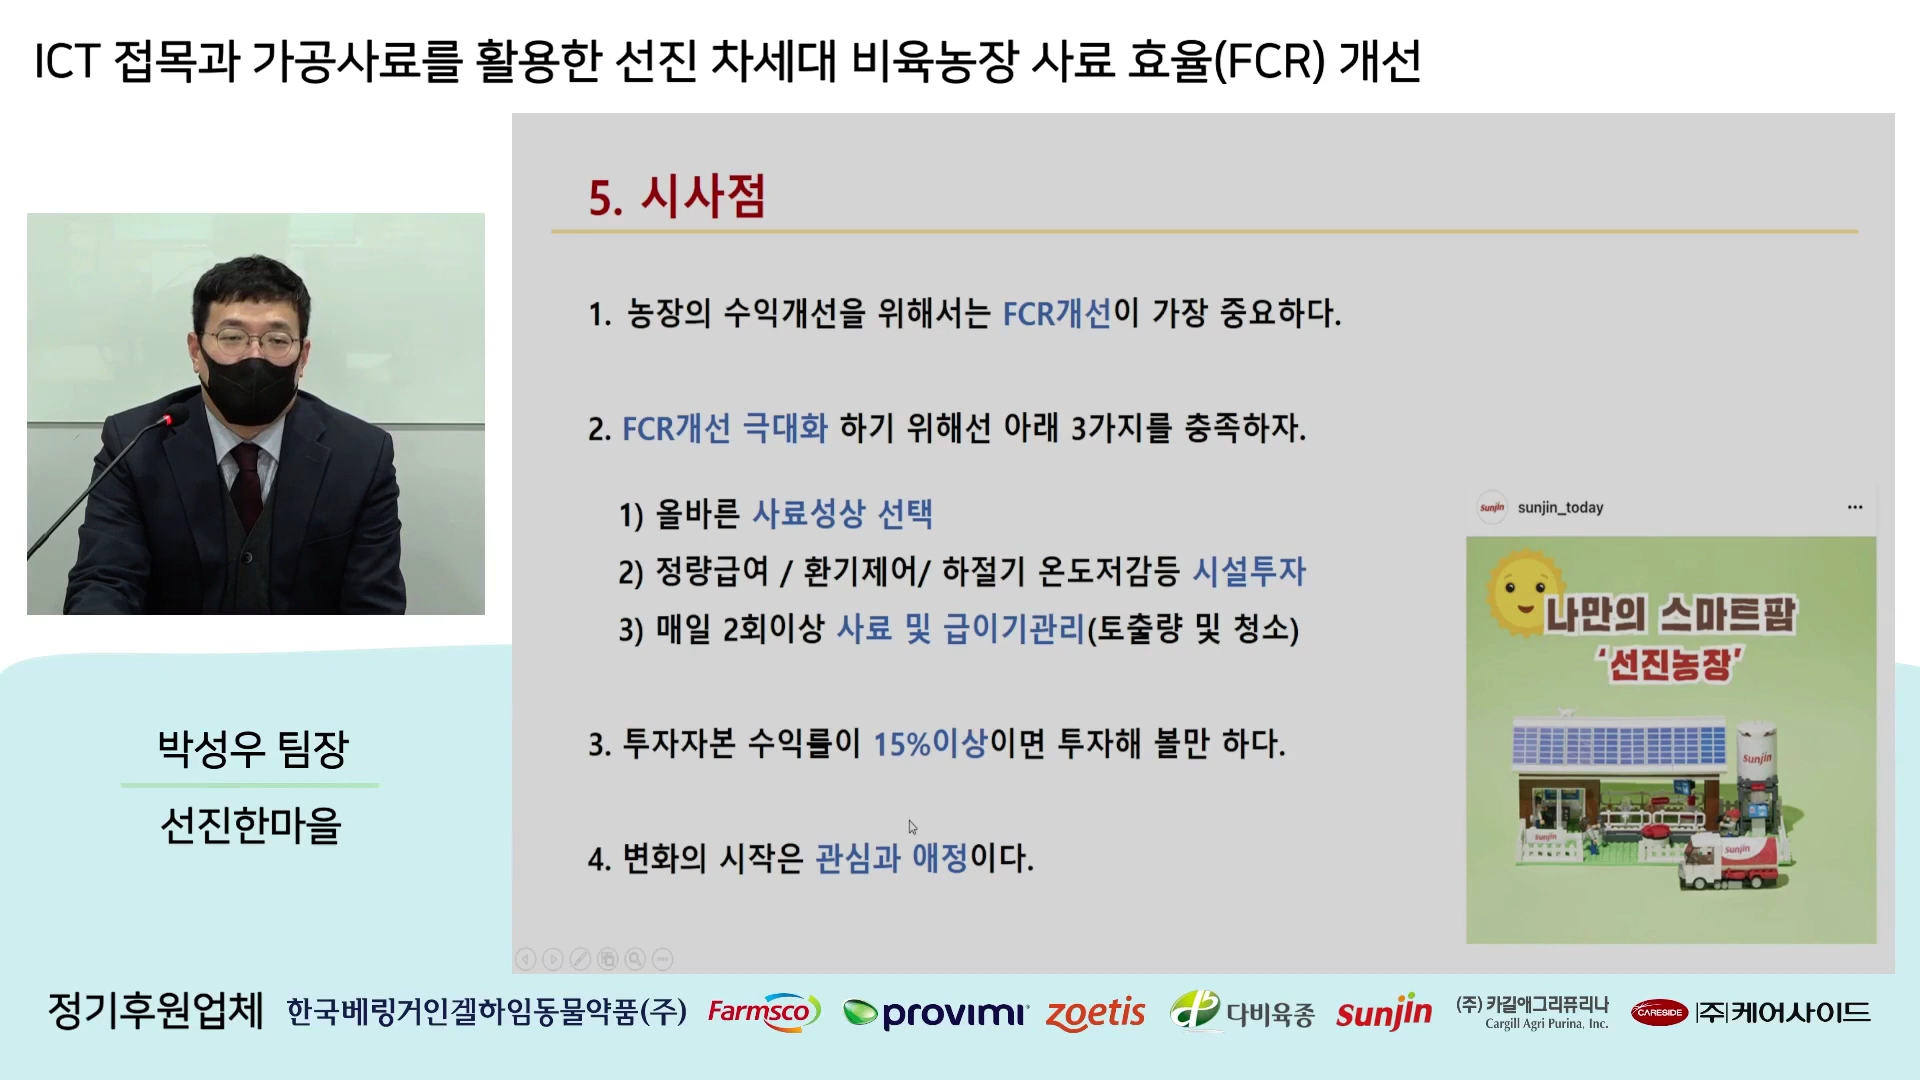 ICT 접목과 가공사료를 활용한 선진 차세대 비육농장 사료 효율(FCR) 개선
5. 시사점
1. 농장의 수익개선을 위해서는 FCR개선이 가장 중요하다.
2. FCR개선 극대화 하기 위해선 아래 3가지를 충족하자.
1) 올바른 사료성상 선택
2) 정량급여 / 환기제어/ 하절기 온도저감등 시설투자
3) 매일 2회이상 사료 및 급이기관리(토출량 및 청소)
3. 투자자본 수익률이 15%이상이면 투자해 볼만 하다.
4. 변화의 시작은 관심과 애정이다.
sunjin sunjin_today ...
나만의 스마트팜
‘선진농장’
sunjin
sunjin
sunjin
박성우 팀장
선진한마을
정기후원업체 한국베링거인겔하임동물약품(주) Farmsco provimi zoetis 다비육종 sunjin (주) 카길애그리퓨리나 Cargill Agri Purina, Inc. CARESIDE (주)케어사이드